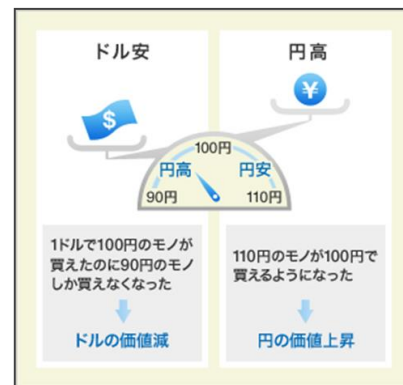 ドル安
円高
$
¥
100円
円高
円安
90円
110円
1ドルで100円のモノが
買えたのに90円のモノ
しか買えなくなった
110円のモノが100円で
買えるようになった
ドルの価値減
円の価値上昇